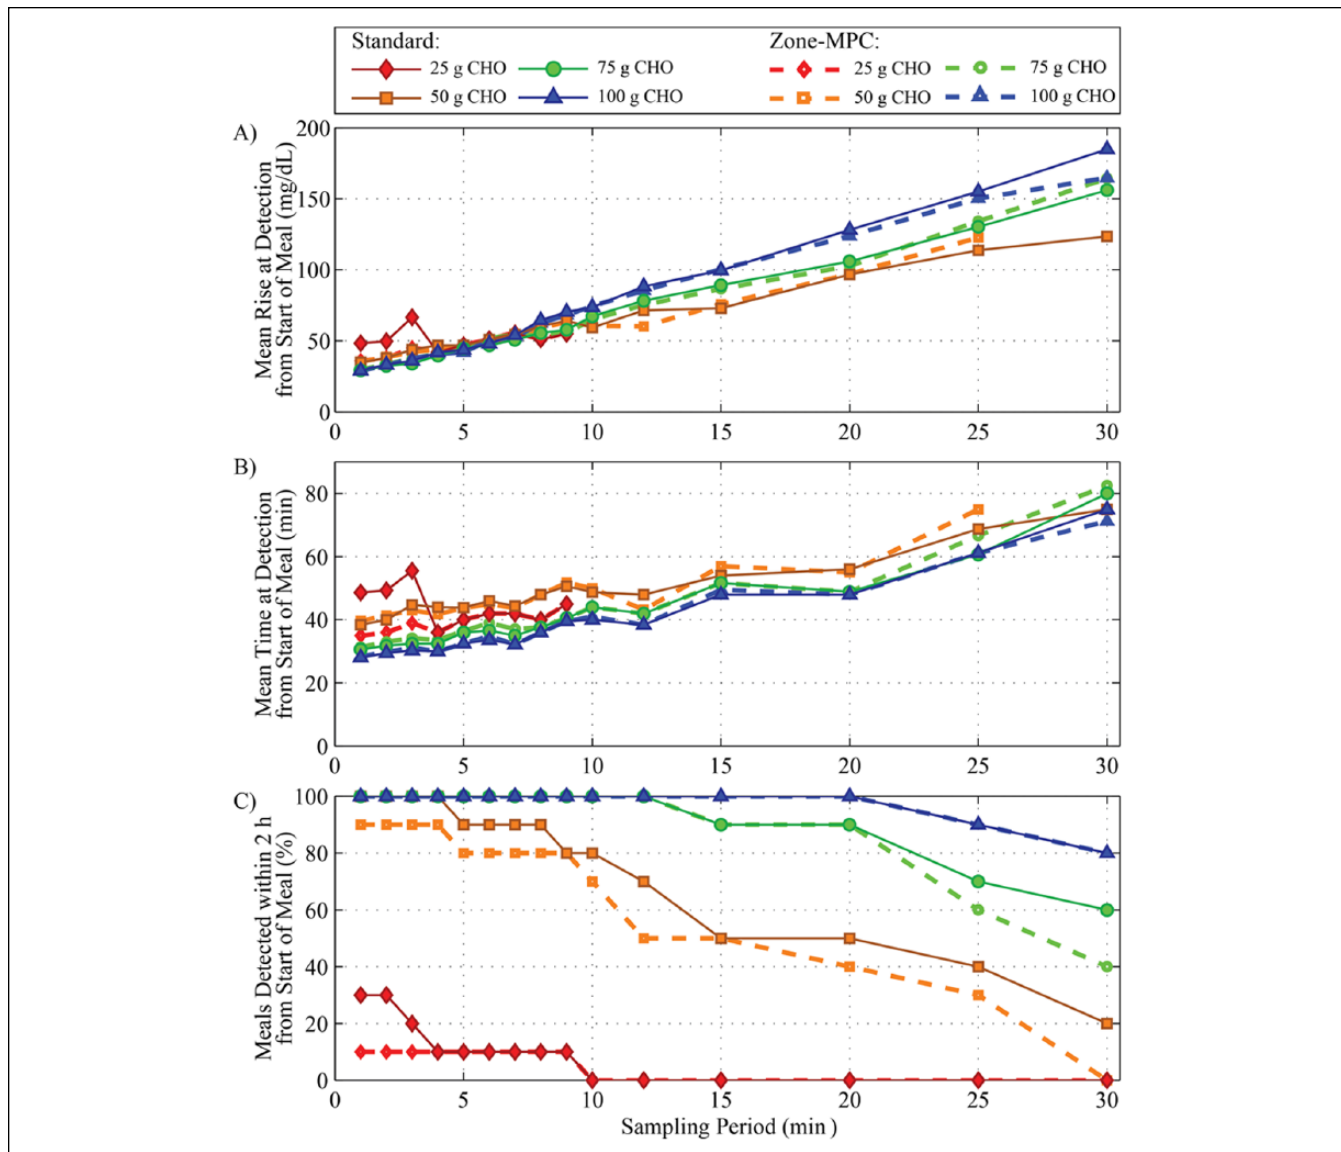 Standard:
Zone-MPC:
25 g CHO
75 g CHO
25 g CHO
75 g CHO
50 g CHO
100 g CHO
50 g CHO
100 g CHO
A)
Mean Rise at Detection
from Start of Meal (mg/dL)
200
150
100
50
0
0
5
10
15
20
25
30
B)
Mean Time at Detection
from Start of Meal (min)
80
60
40
20
0
0
5
10
15
20
25
30
C)
Meals Detected within 2 h
from Start of Meal (%)
100
80
60
40
20
0
0
5
10
15
20
25
30
Sampling Period (min )